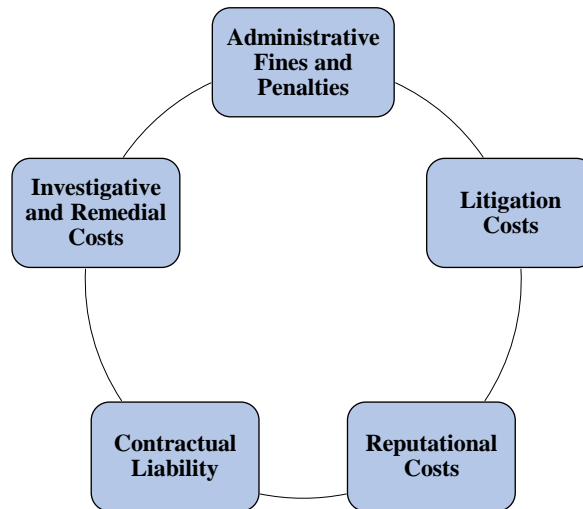 Administrative
Fines and
Penalties
Litigation
Costs
Reputational
Costs
Contractual
Liability
Investigative
and Remedial
Costs